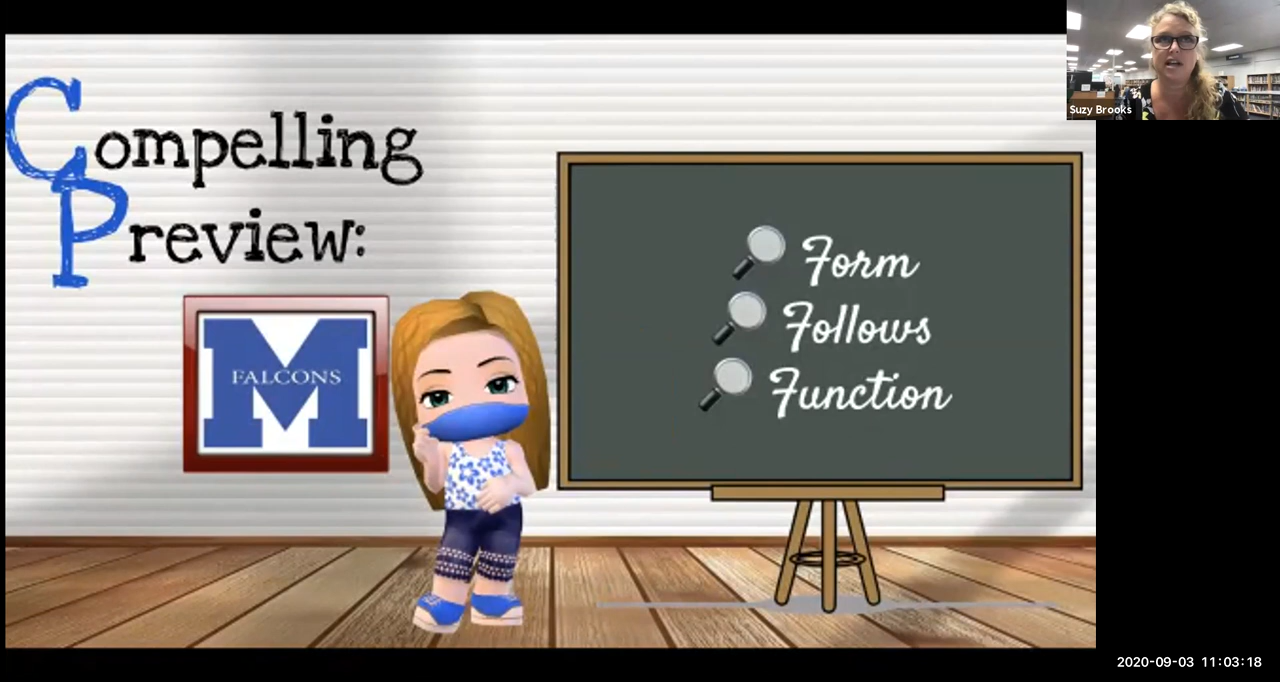 Compelling
Preview:
FALCONS
M
Form
Follows
Function
Suzy Brooks
2020-09-03 11:03:18